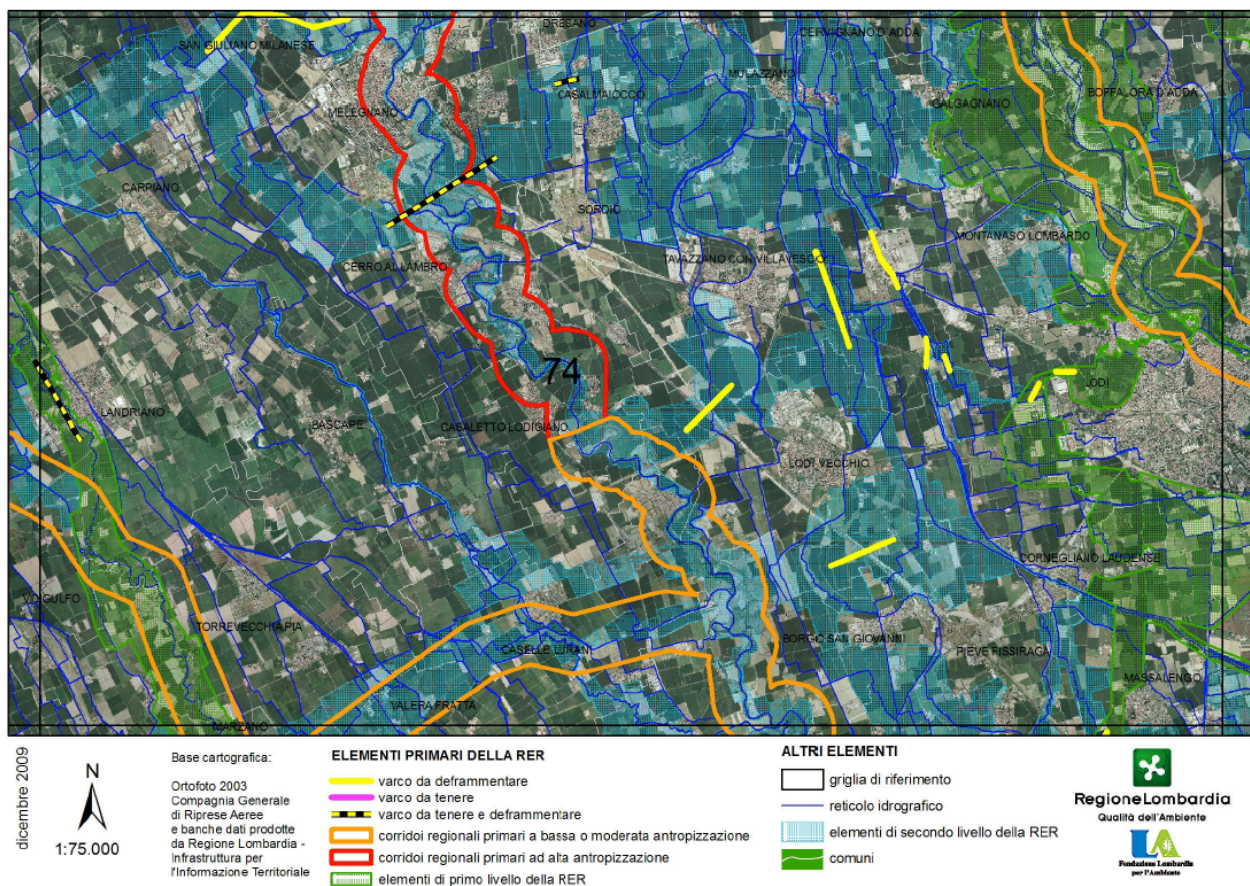 DRESANO
CERVIGNANO D'ADDA
SAN GIULIANO MILANESE
MULAZZANO
CASALMAIOCCO
BOFFALORA D'ADDA
GALGAGNANO
MELEGNANO
CARPIANO
SORDIO
MONTANASO LOMBARDO
TAVAZZANO CON VILLAVESCO
CERRO AL LAMBRO
74
LODI
LANDRIANO
BASCAPE'
CASALETTO LODIGIANO
LODI VECCHIO
CORNEGLIANO LAUDENSE
VIDIGULFO
TORREVECCHIA PIA
BORGO SAN GIOVANNI
CASELLE LURANI
PIEVE FISSIRAGA
MASSALENGO
VALERA FRATTA
MARZANO
dicembre 2009
N
1:75.000
Base cartografica:
Ortofoto 2003
Compagnia Generale
di Riprese Aeree
e banche dati prodotte
da Regione Lombardia -
Infrastruttura per
l'Informazione Territoriale
ELEMENTI PRIMARI DELLA RER
varco da deframmentare
varco da tenere
varco da tenere e deframmentare
corridoi regionali primari a bassa o moderata antropizzazione
corridoi regionali primari ad alta antropizzazione
elementi di primo livello della RER
ALTRI ELEMENTI
griglia di riferimento
reticolo idrografico
elementi di secondo livello della RER
comuni
RegioneLombardia
Qualità dell'Ambiente
Fondazione Lombardia
per l'Ambiente